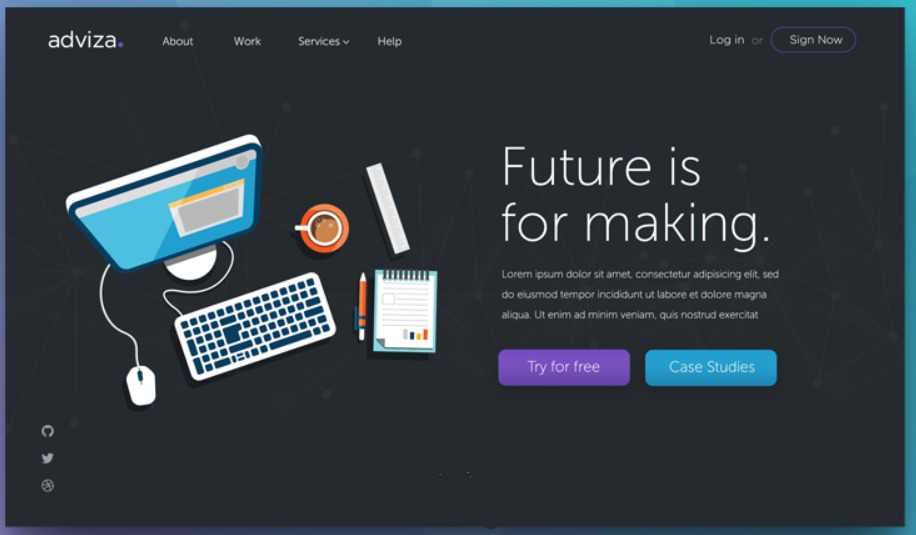 adviza.
About
Work
Services
Help
Log in or Sign Now
Future is
for making.
Lorem ipsum dolor sit amet, consectetur adipisicing elit, sed
do eiusmod tempor incididunt ut labore et dolore magna
aliqua. Ut enim ad minim veniam, quis nostrud exercitat
Try for free
Case Studies